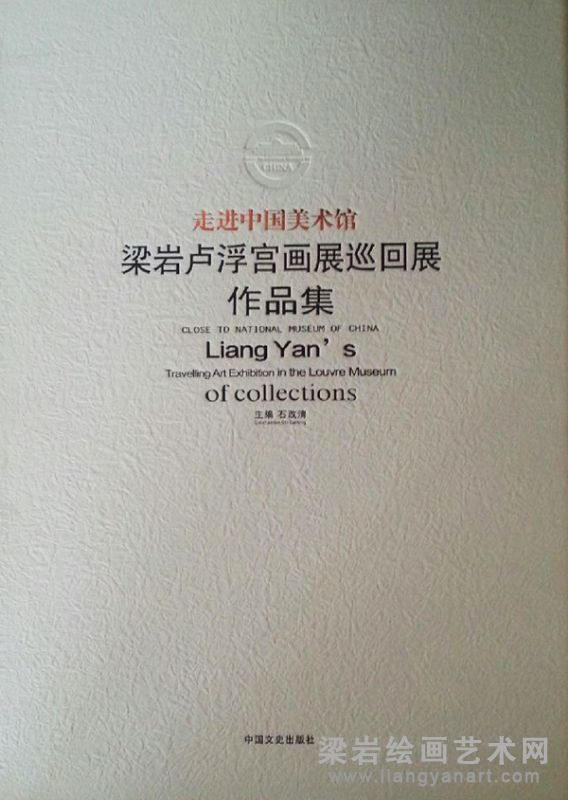 CHINA
走进中国美术馆
梁岩卢浮宫画展巡回展
作品集
CLOSE TO NATIONAL MUSEUM OF CHINA
Liang Yan's
Travelling Art Exhibition in the Louvre Museum
of collections
主编 石改清
中国文史出版社
梁岩绘画艺术网
www.liangyanart.com